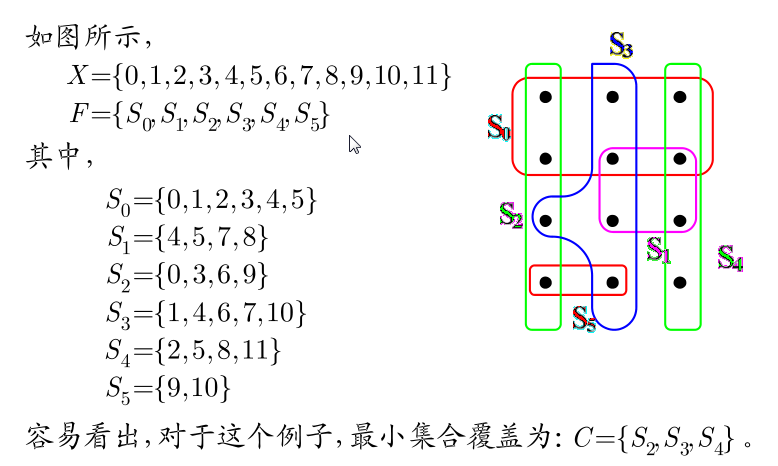 如图所示,
X={0,1,2,3,4,5,6,7,8,9,10,11}
F={S0,S1,S2,S3,S4,S5}
其中,
S0={0,1,2,3,4,5}
S1={4,5,7,8}
S2={0,3,6,9}
S3={1,4,6,7,10}
S4={2,5,8,11}
S5={9,10}
容易看出,对于这个例子,最小集合覆盖为: C={S2,S3,S4} 。
S3
S0
S2
S1
S4
S5